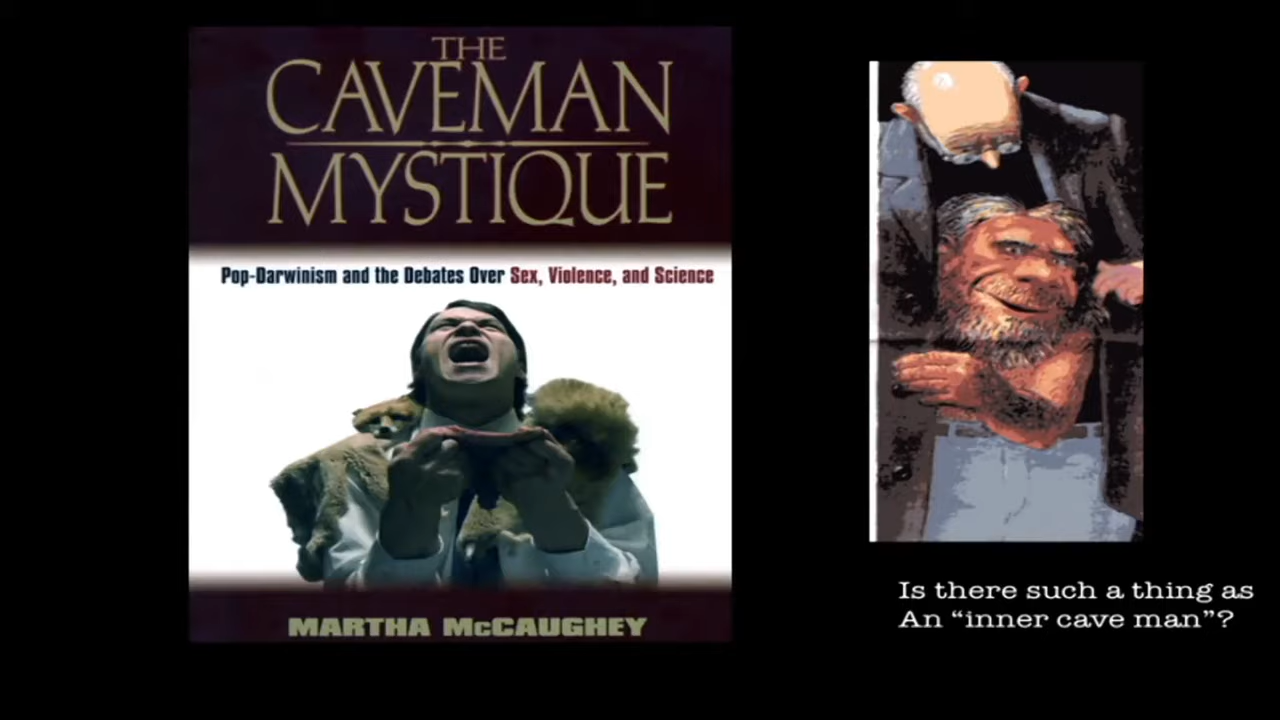 THE
CAVEMAN
MYSTIQUE
Pop-Darwinism and the Debates Over Sex, Violence, and Science
MARTHA McCAUGHEY
Is there such a thing as
An “inner cave man”?